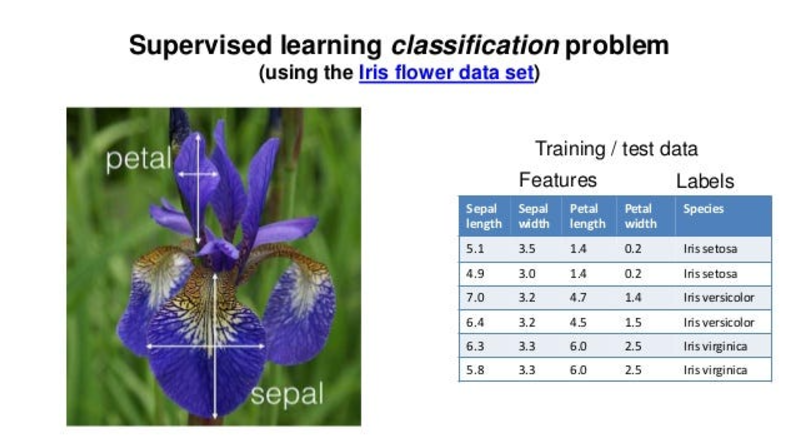 Supervised learning classification problem
(using the Iris flower data set)
petal
sepal
Training / test data
Features Labels
Sepal length Sepal width Petal length Petal width Species
5.1 3.5 1.4 0.2 Iris setosa
4.9 3.0 1.4 0.2 Iris setosa
7.0 3.2 4.7 1.4 Iris versicolor
6.4 3.2 4.5 1.5 Iris versicolor
6.3 3.3 6.0 2.5 Iris virginica
5.8 3.3 6.0 2.5 Iris virginica